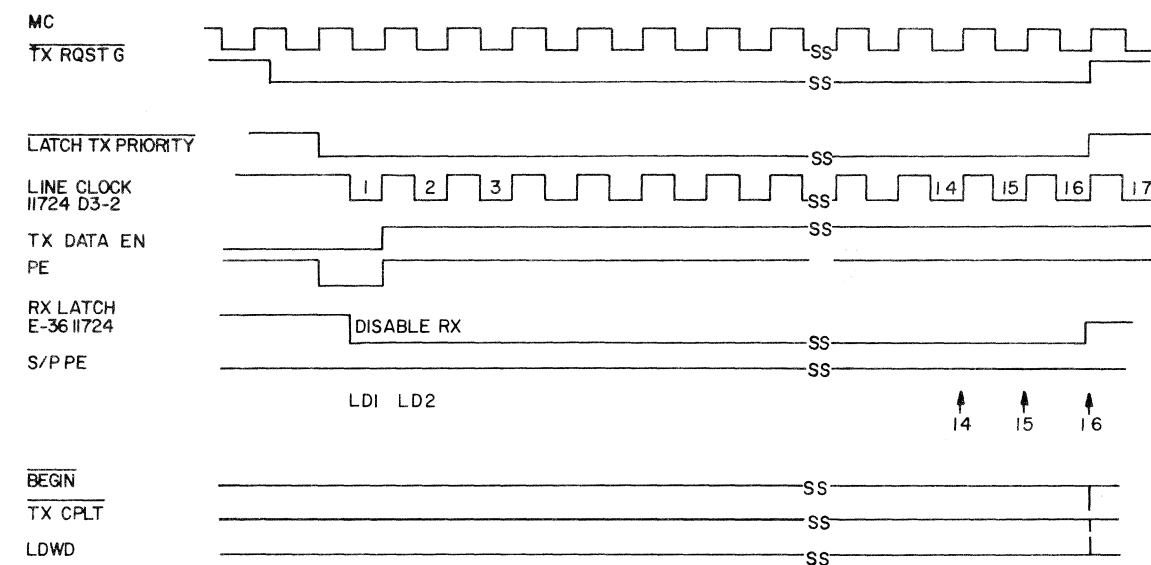 MC
TX RQST G
SS
SS
LATCH TX PRIORITY
SS
LINE CLOCK
11724 D3-2
1 2 3 SS 14 15 16 17
TX DATA EN
SS
PE
RX LATCH
E-36 11724
DISABLE RX
SS
S/P PE
SS
LD1 LD2
14 15 16
BEGIN
SS
TX CPLT
SS
LDWD
SS